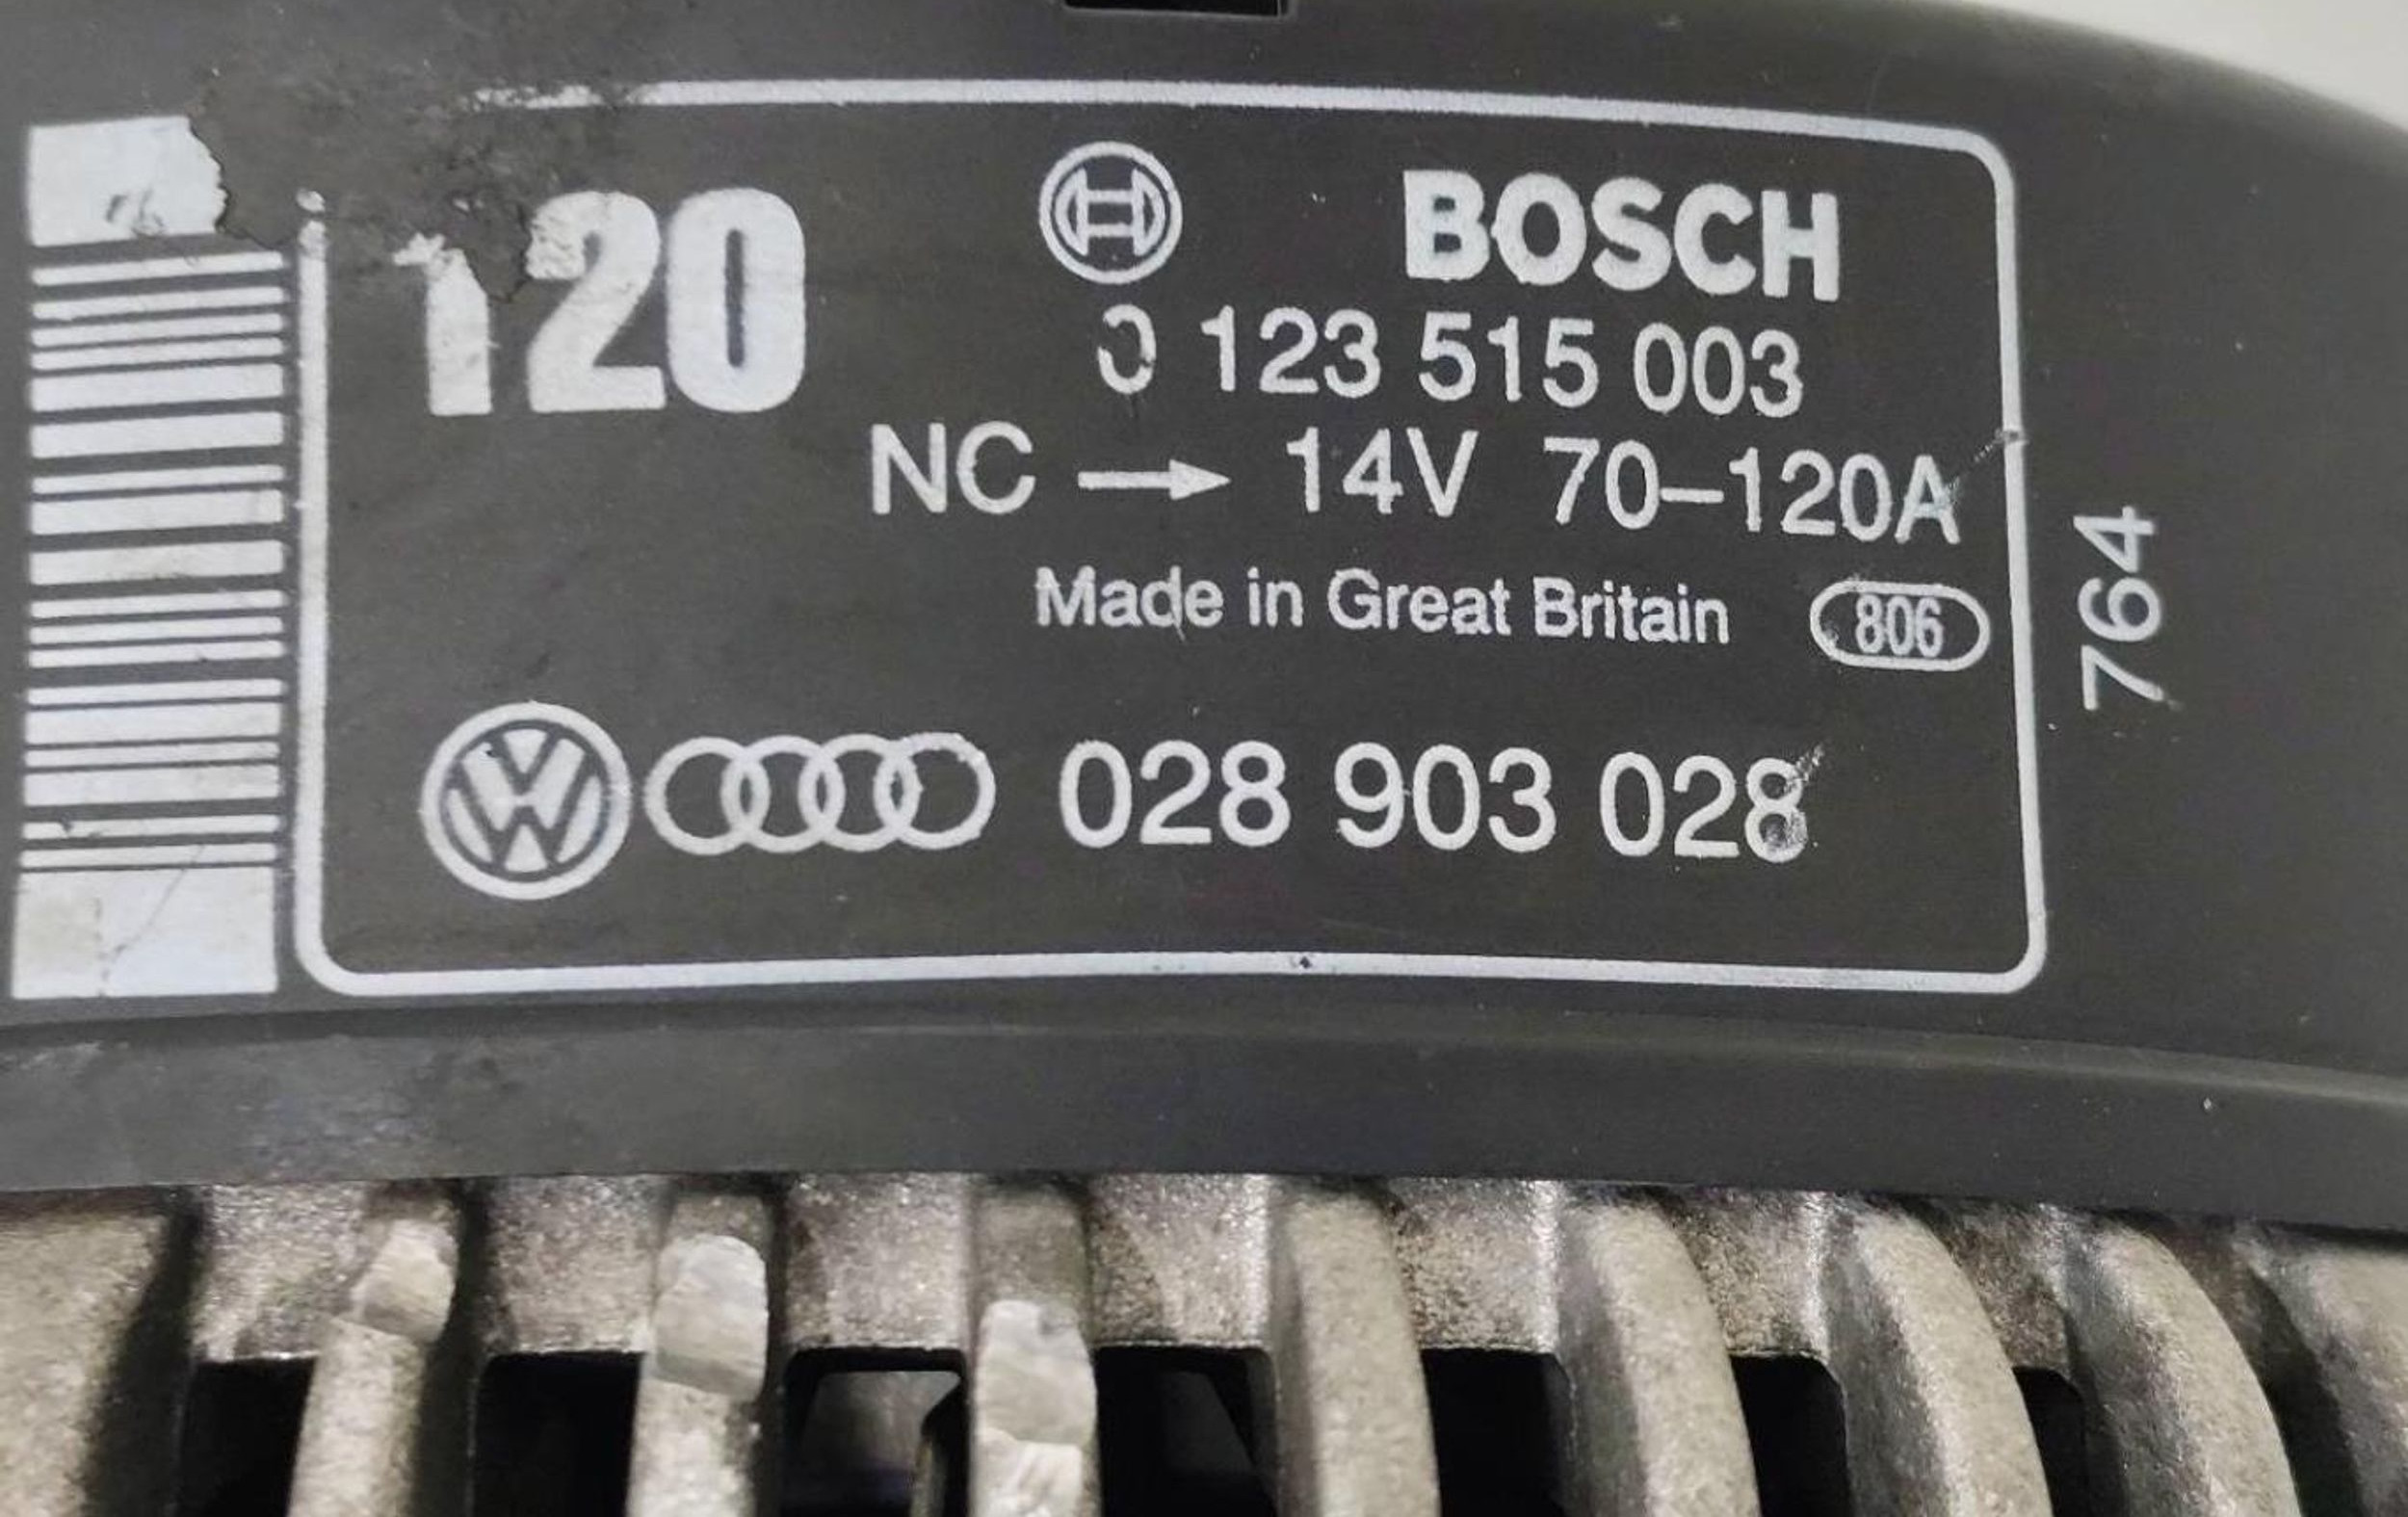 120
BOSCH
0 123 515 003
NC → 14V 70–120A
Made in Great Britain 806
764
028 903 028